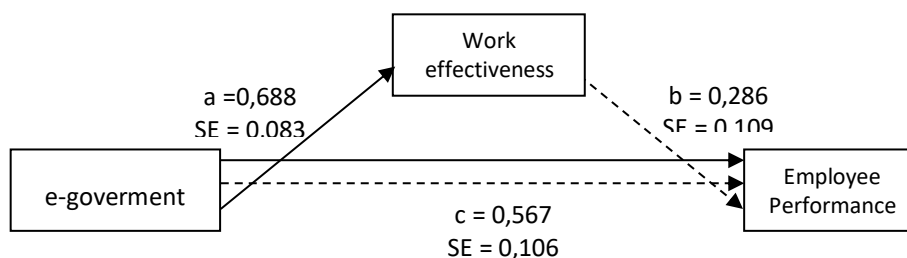 Work
effectiveness
a =0,688
SE = 0.083
b = 0,286
SE = 0.109
e-goverment
Employee
Performance
c = 0,567
SE = 0,106